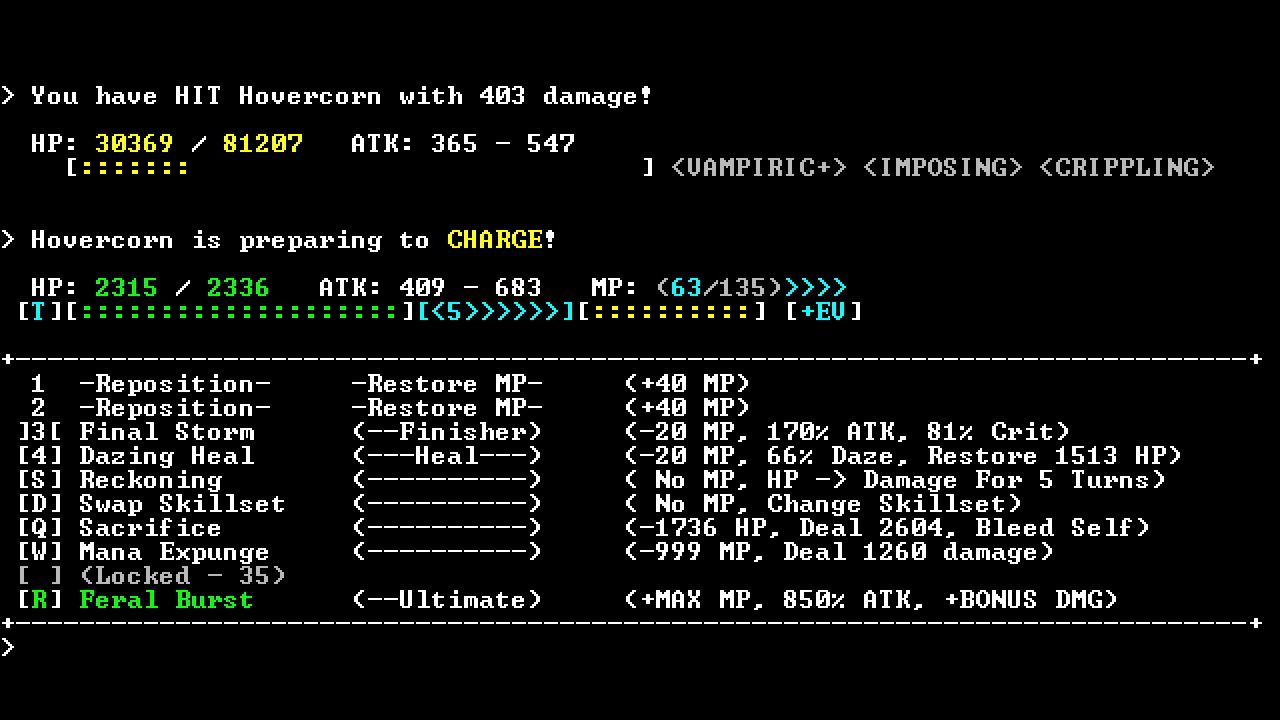 > You have HIT Hovercorn with 403 damage!
HP: 30369 / 81207   ATK: 365 - 547
[:::::::                            ] <VAMPIRIC+> <IMPOSING> <CRIPPLING>
> Hovercorn is preparing to CHARGE!
HP: 2315 / 2336   ATK: 409 - 683   MP: (63/135)>>>>
[T][::::::::::::::::::::][<5>>>>>>][::::::::::] [+EV]
+-----------------------------------------------------------------------------+
1  -Reposition-     -Restore MP-     (+40 MP)
2  -Reposition-     -Restore MP-     (+40 MP)
]3[ Final Storm      (--Finisher)     (-20 MP, 170% ATK, 81% Crit)
[4] Dazing Heal      (---Heal---)     (-20 MP, 66% Daze, Restore 1513 HP)
[S] Reckoning        (----------)     ( No MP, HP -> Damage For 5 Turns)
[D] Swap Skillset    (----------)     ( No MP, Change Skillset)
[Q] Sacrifice        (----------)     (-1736 HP, Deal 2604, Bleed Self)
[W] Mana Expunge     (----------)     (-999 MP, Deal 1260 damage)
[ ] (Locked - 35)
[R] Feral Burst      (--Ultimate)     (+MAX MP, 850% ATK, +BONUS DMG)
+-----------------------------------------------------------------------------+
>